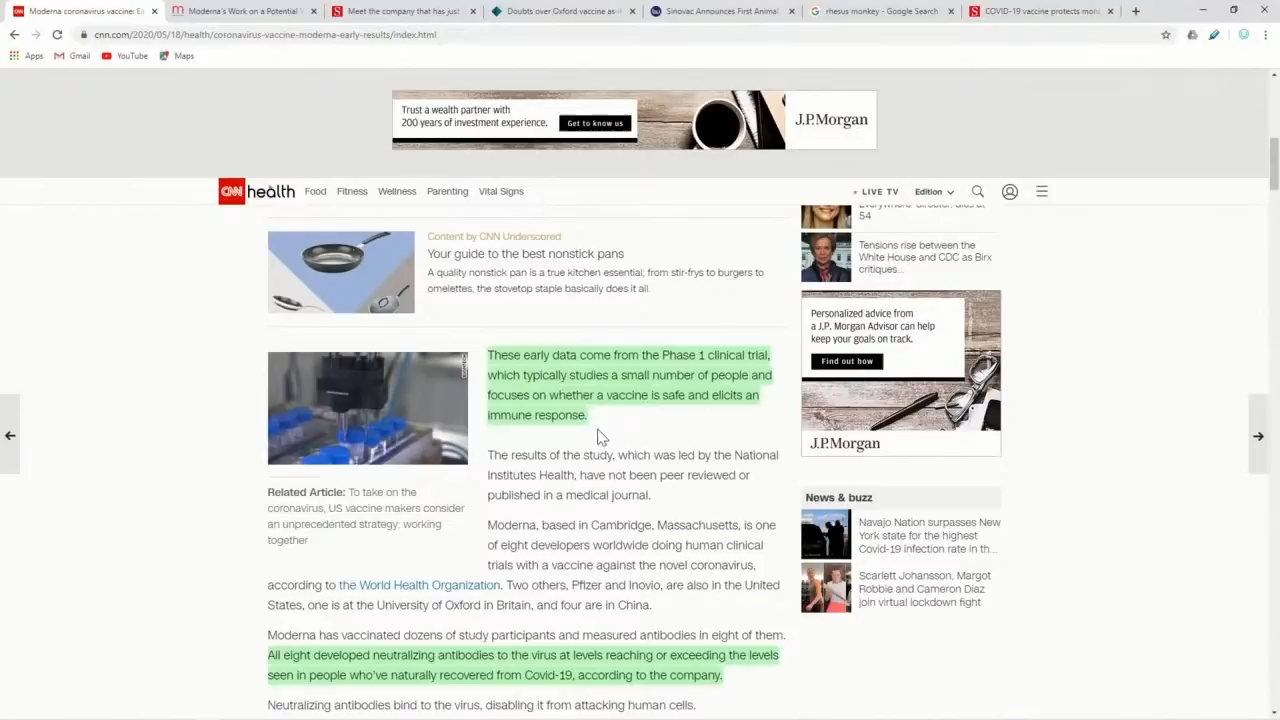 Moderna coronavirus vaccine: Ea
Moderna's Work on a Potential V
Meet the company that has just
Doubts over Oxford vaccine as it
Sinovac Announces First Animal
rhesus monkey - Google Search
COVID-19 vaccine protects mon
cnn.com/2020/05/18/health/coronavirus-vaccine-moderna-early-results/index.html
Apps Gmail YouTube Maps
Trust a wealth partner with
200 years of investment experience.
Get to know us
J.P.Morgan
CNN health Food Fitness Wellness Parenting Vital Signs LIVE TV Edition
Content by CNN Underscored
Your guide to the best nonstick pans
A quality nonstick pan is a true kitchen essential; from stir-frys to burgers to
omelettes, the stovetop staple basically does it all.
These early data come from the Phase 1 clinical trial,
which typically studies a small number of people and
focuses on whether a vaccine is safe and elicits an
immune response.
Related Article: To take on the
coronavirus, US vaccine makers consider
an unprecedented strategy: working
together
The results of the study, which was led by the National
Institutes Health, have not been peer reviewed or
published in a medical journal.
Moderna, based in Cambridge, Massachusetts, is one
of eight developers worldwide doing human clinical
trials with a vaccine against the novel coronavirus,
according to the World Health Organization. Two others, Pfizer and Inovio, are also in the United
States, one is at the University of Oxford in Britain, and four are in China.
Moderna has vaccinated dozens of study participants and measured antibodies in eight of them.
All eight developed neutralizing antibodies to the virus at levels reaching or exceeding the levels
seen in people who've naturally recovered from Covid-19, according to the company.
Neutralizing antibodies bind to the virus, disabling it from attacking human cells.
Everywhere' director, dies at
54
Tensions rise between the
White House and CDC as Birx
critiques...
Personalized advice from
a J.P. Morgan Advisor can help
keep your goals on track.
Find out how
J.P.Morgan
News & buzz
Navajo Nation surpasses New
York state for the highest
Covid-19 infection rate in th...
Scarlett Johansson, Margot
Robbie and Cameron Diaz
join virtual lockdown fight